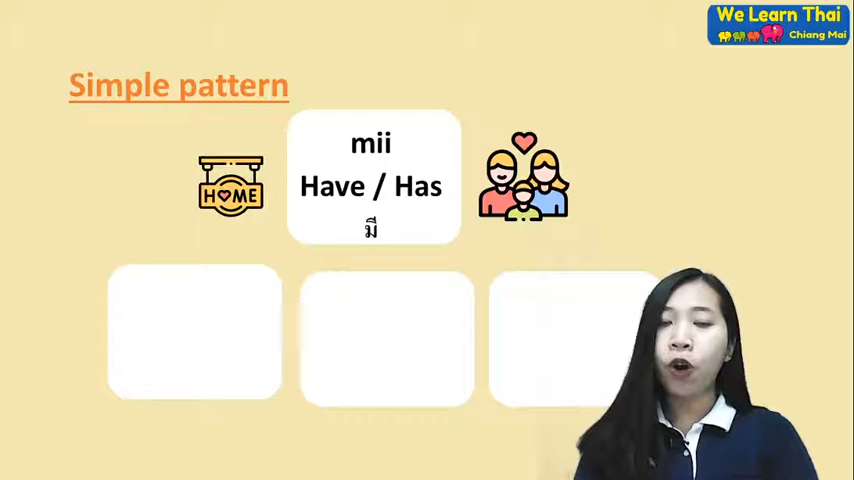 We Learn Thai
Chiang Mai
Simple pattern
mii
Have / Has
มี
HOME